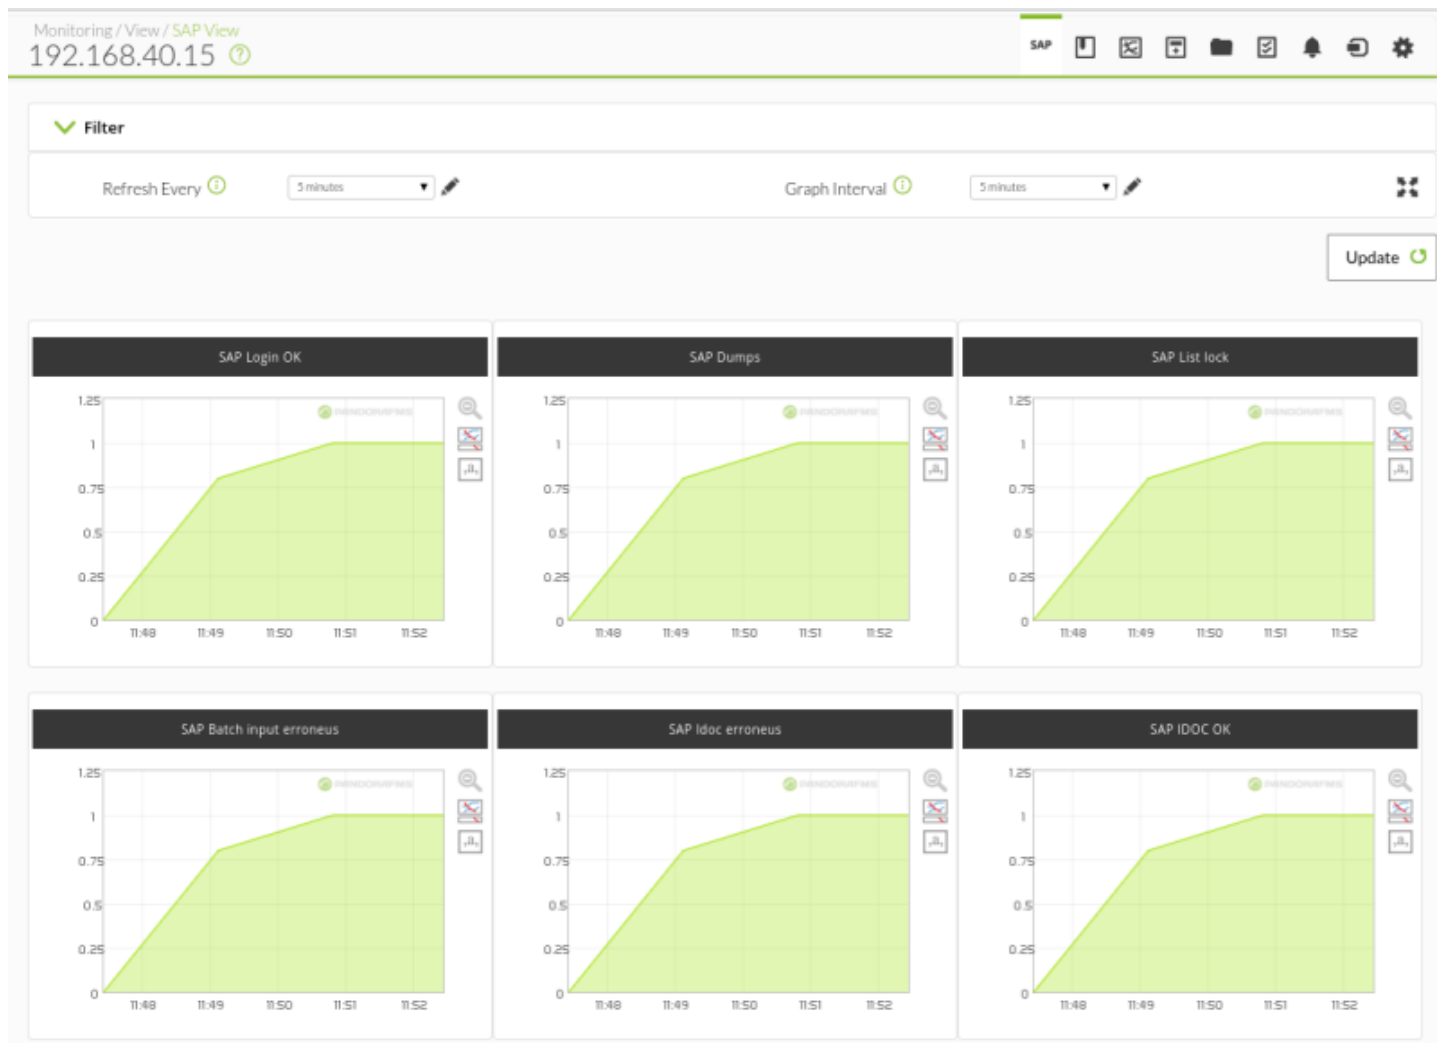 Monitoring / View / SAP View
192.168.40.15 ?
SAP
Filter
Refresh Every
5 minutes
Graph Interval
5 minutes
Update
SAP Login OK
SAP Dumps
SAP List lock
1.25
1
0.75
0.5
0.25
0
11:48 11:49 11:50 11:51 11:52
PANDORAFMS
,a,
1.25
1
0.75
0.5
0.25
0
11:48 11:49 11:50 11:51 11:52
PANDORAFMS
,a,
1.25
1
0.75
0.5
0.25
0
11:48 11:49 11:50 11:51 11:52
PANDORAFMS
,a,
SAP Batch input erroneus
SAP Idoc erroneus
SAP IDOC OK
1.25
1
0.75
0.5
0.25
0
11:48 11:49 11:50 11:51 11:52
PANDORAFMS
,a,
1.25
1
0.75
0.5
0.25
0
11:48 11:49 11:50 11:51 11:52
PANDORAFMS
,a,
1.25
1
0.75
0.5
0.25
0
11:48 11:49 11:50 11:51 11:52
PANDORAFMS
,a,